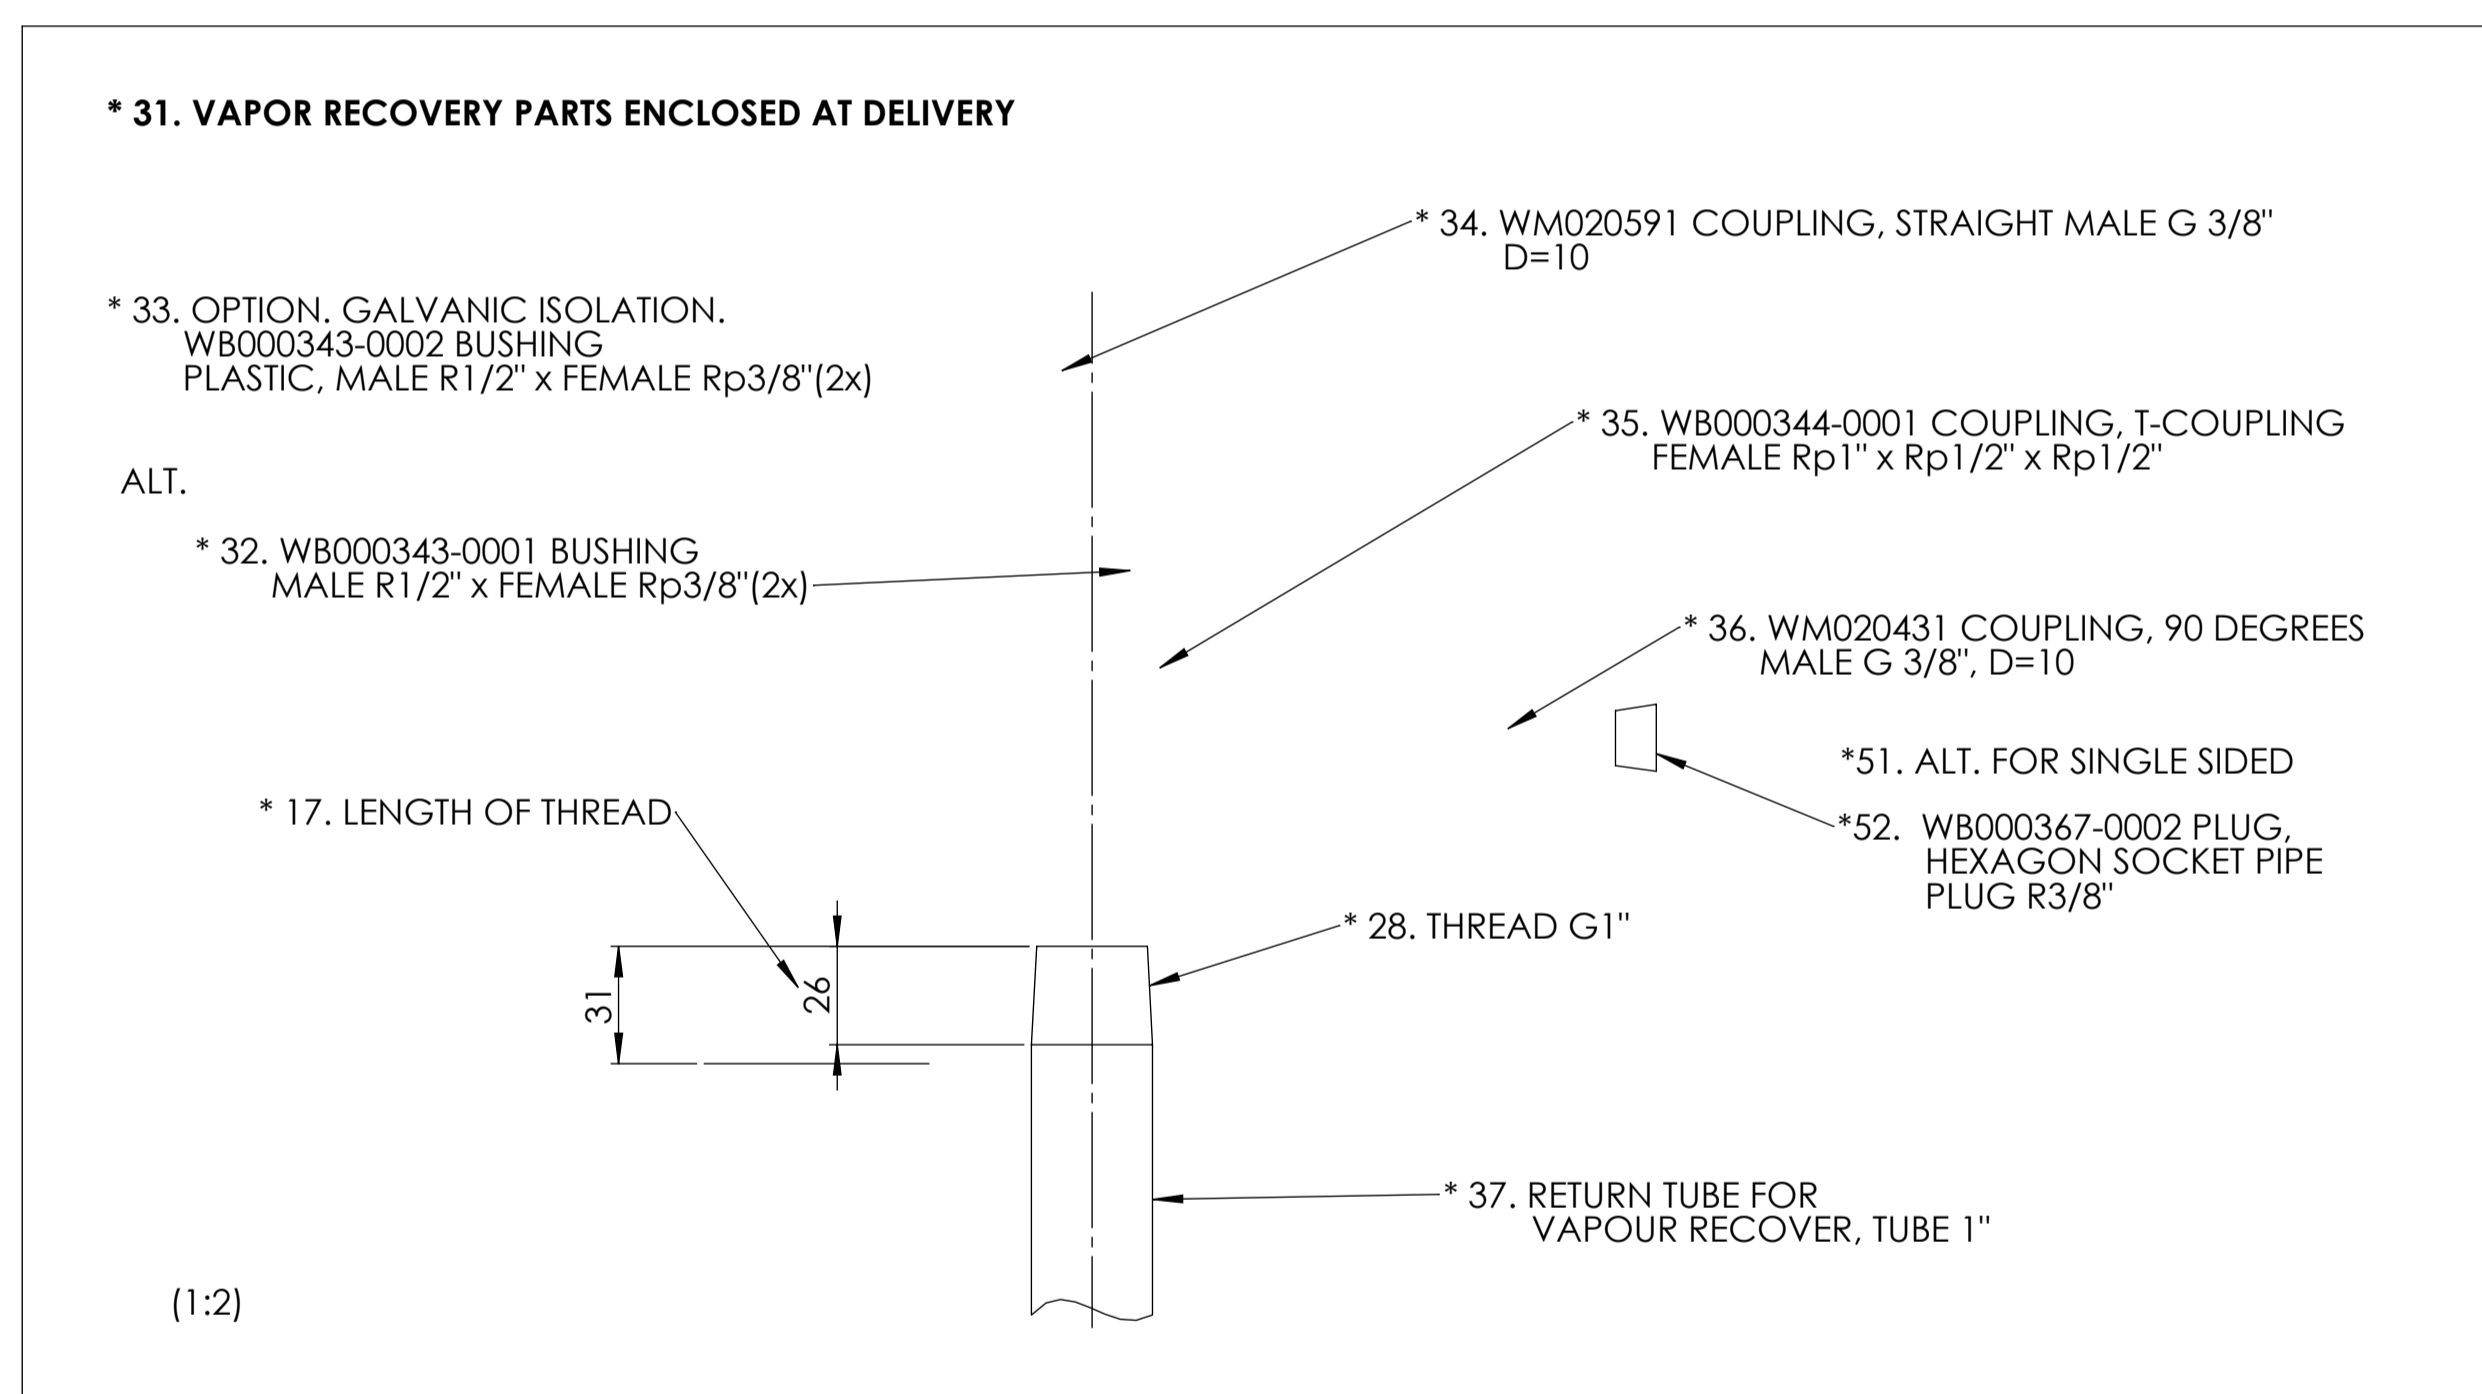 * 31. VAPOR RECOVERY PARTS ENCLOSED AT DELIVERY
* 34. WM020591 COUPLING, STRAIGHT MALE G 3/8"
D=10
* 33. OPTION. GALVANIC ISOLATION.
WB000343-0002 BUSHING
PLASTIC, MALE R1/2" x FEMALE Rp3/8"(2x)
* 35. WB000344-0001 COUPLING, T-COUPLING
FEMALE Rp1" x Rp1/2" x Rp1/2"
ALT.
* 32. WB000343-0001 BUSHING
MALE R1/2" x FEMALE Rp3/8"(2x)
* 36. WM020431 COUPLING, 90 DEGREES
MALE G 3/8", D=10
*51. ALT. FOR SINGLE SIDED
* 17. LENGTH OF THREAD
*52. WB000367-0002 PLUG,
HEXAGON SOCKET PIPE
PLUG R3/8"
* 28. THREAD G1"
31
26
* 37. RETURN TUBE FOR
VAPOUR RECOVER, TUBE 1"
(1:2)